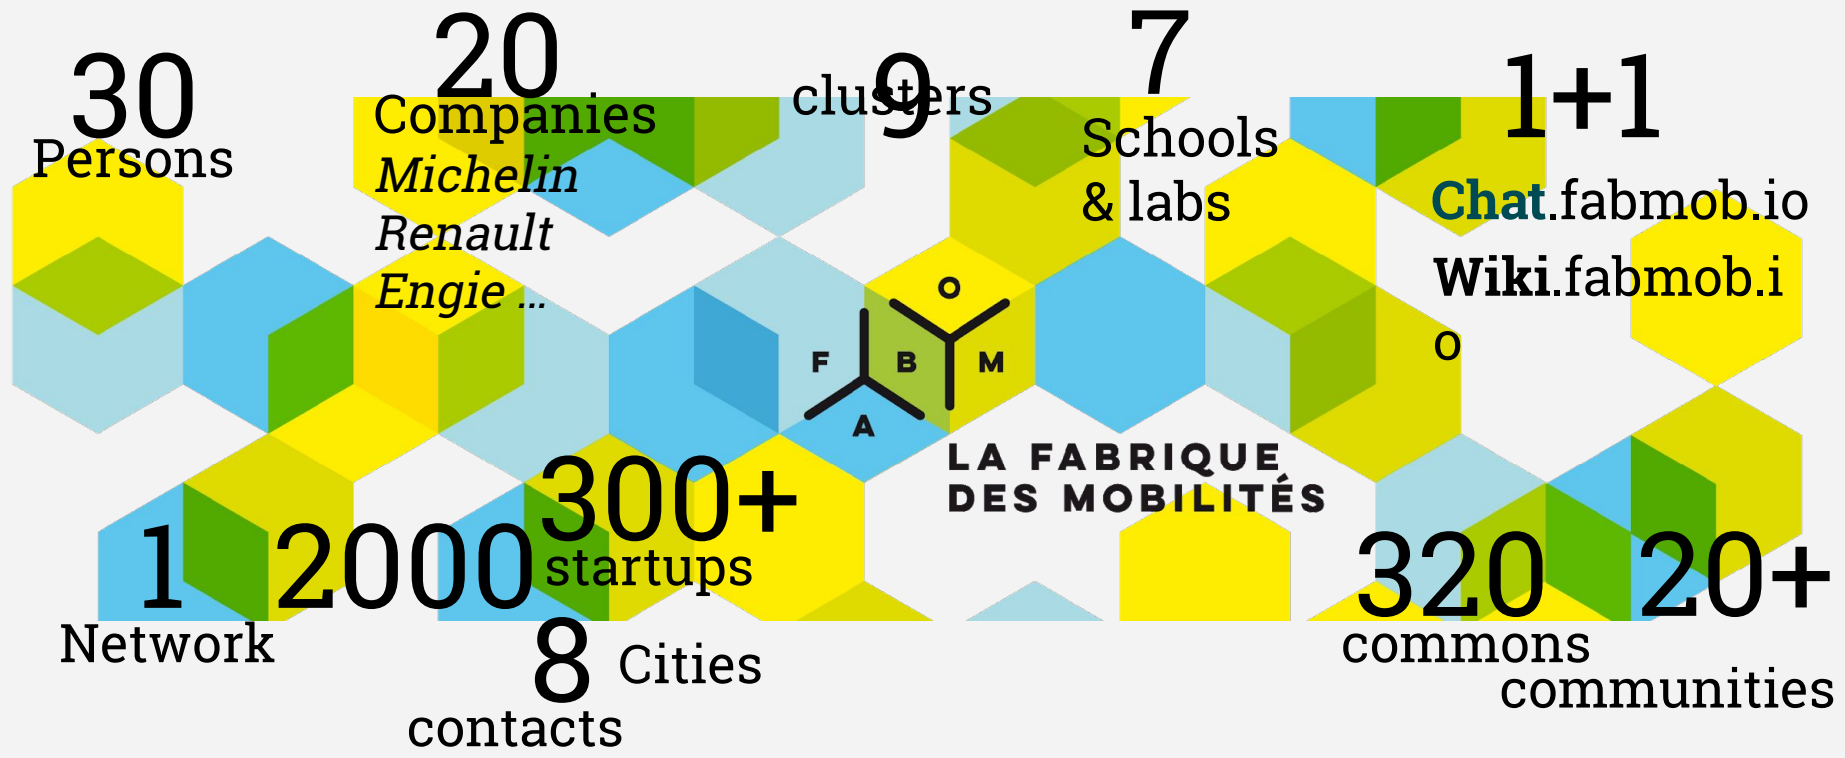 30
Persons
20
Companies
Michelin
Renault
Engie ...
9
clusters
7
Schools
& labs
1+1
Chat.fabmob.io
Wiki.fabmob.i
o
O
F B M
A
LA FABRIQUE
DES MOBILITÉS
1
Network
2000
contacts
300+
startups
8 Cities
320
commons
20+
communities